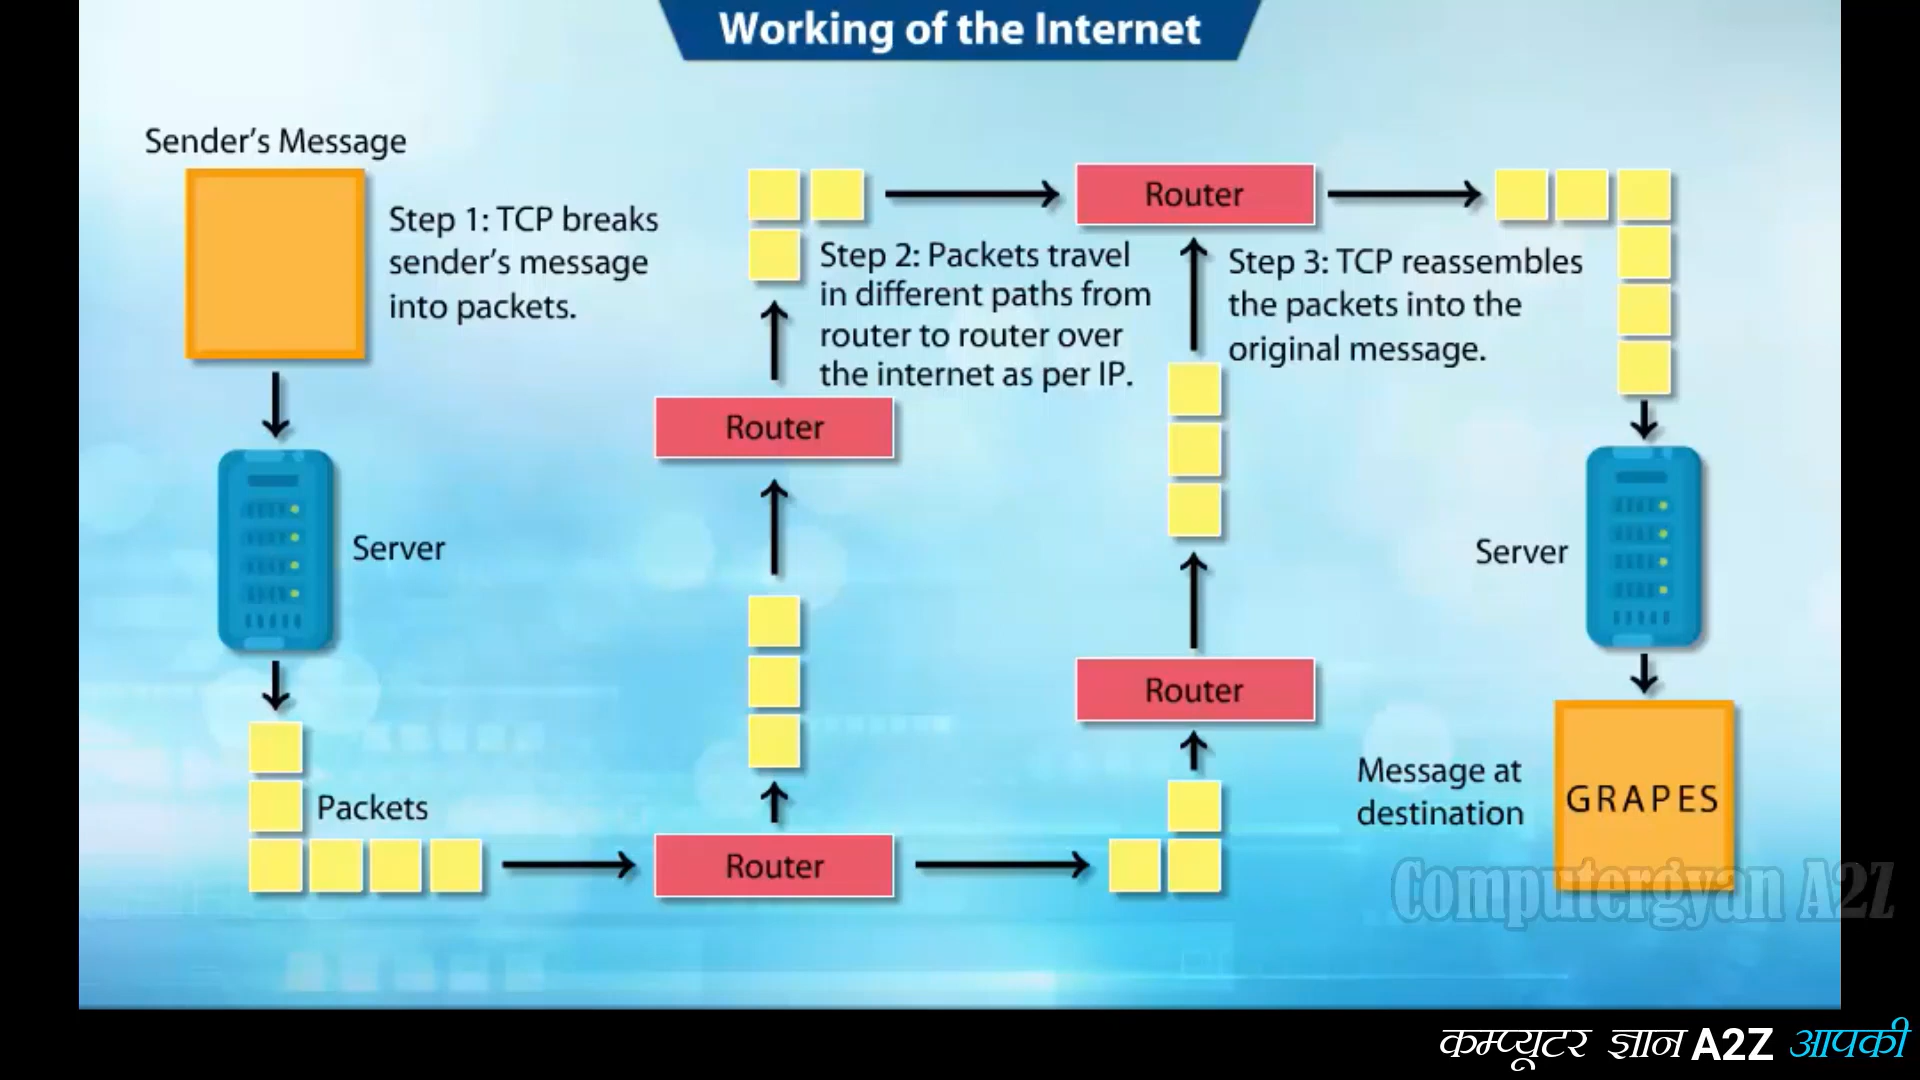 Working of the Internet
Sender's Message
Step 1: TCP breaks
sender's message
into packets.
Server
Packets
Router
Router
Step 2: Packets travel
in different paths from
router to router over
the internet as per IP.
Router
Router
Step 3: TCP reassembles
the packets into the
original message.
Server
Message at
destination
GRAPES
Computergyan A2Z
कम्प्यूटर ज्ञान A2Z आपकी